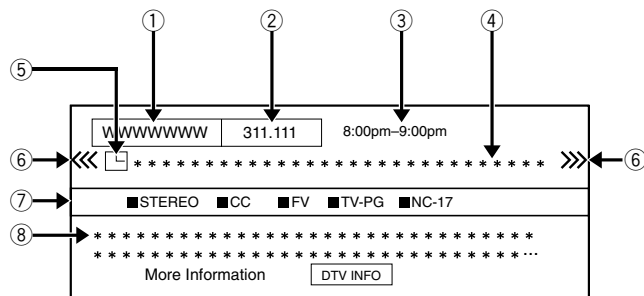 ① ② ③ ④
⑤
WWWWWWW 311.111 8:00pm–9:00pm
⑥ <<< * * * * * * * * * * * * * * * * * * * * * * * * * * * * * >>> ⑥
⑦ ■STEREO ■CC ■FV ■TV-PG ■NC-17
⑧ * * * * * * * * * * * * * * * * * * * * * * * * * * * * * * *
* * * * * * * * * * * * * * * * * * * * * * * * * * * * * * ...
More Information DTV INFO